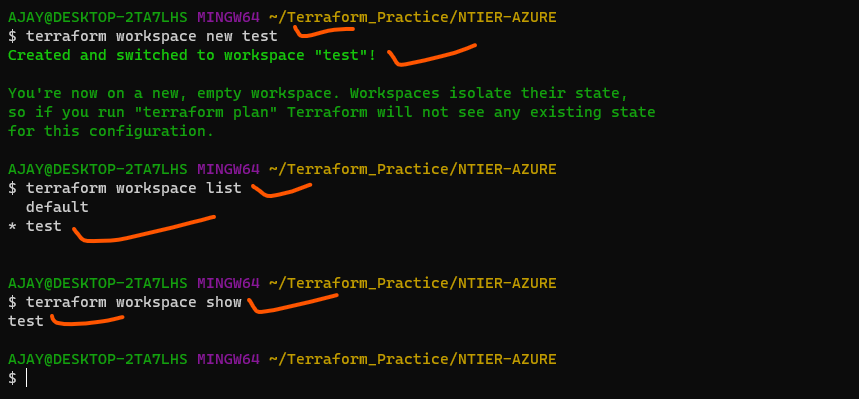 AJAY@DESKTOP-2TA7LHS MINGW64 ~/Terraform_Practice/NTIER-AZURE
$ terraform workspace new test
Created and switched to workspace "test"!
You're now on a new, empty workspace. Workspaces isolate their state,
so if you run "terraform plan" Terraform will not see any existing state
for this configuration.
AJAY@DESKTOP-2TA7LHS MINGW64 ~/Terraform_Practice/NTIER-AZURE
$ terraform workspace list
  default
* test
AJAY@DESKTOP-2TA7LHS MINGW64 ~/Terraform_Practice/NTIER-AZURE
$ terraform workspace show
test
AJAY@DESKTOP-2TA7LHS MINGW64 ~/Terraform_Practice/NTIER-AZURE
$